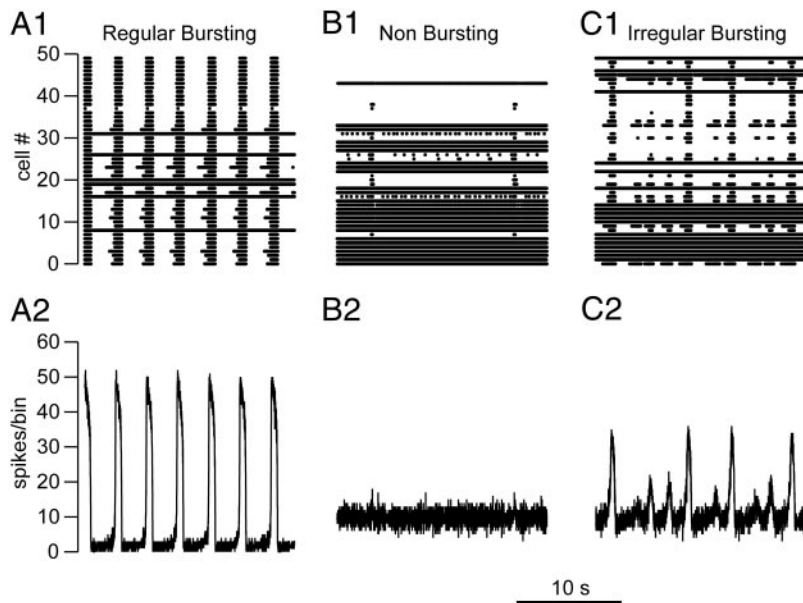 A1 Regular Bursting
B1 Non Bursting
C1 Irregular Bursting
50
40
30
20
10
0
cell #
A2
B2
C2
60
50
40
30
20
10
0
spikes/bin
10 s